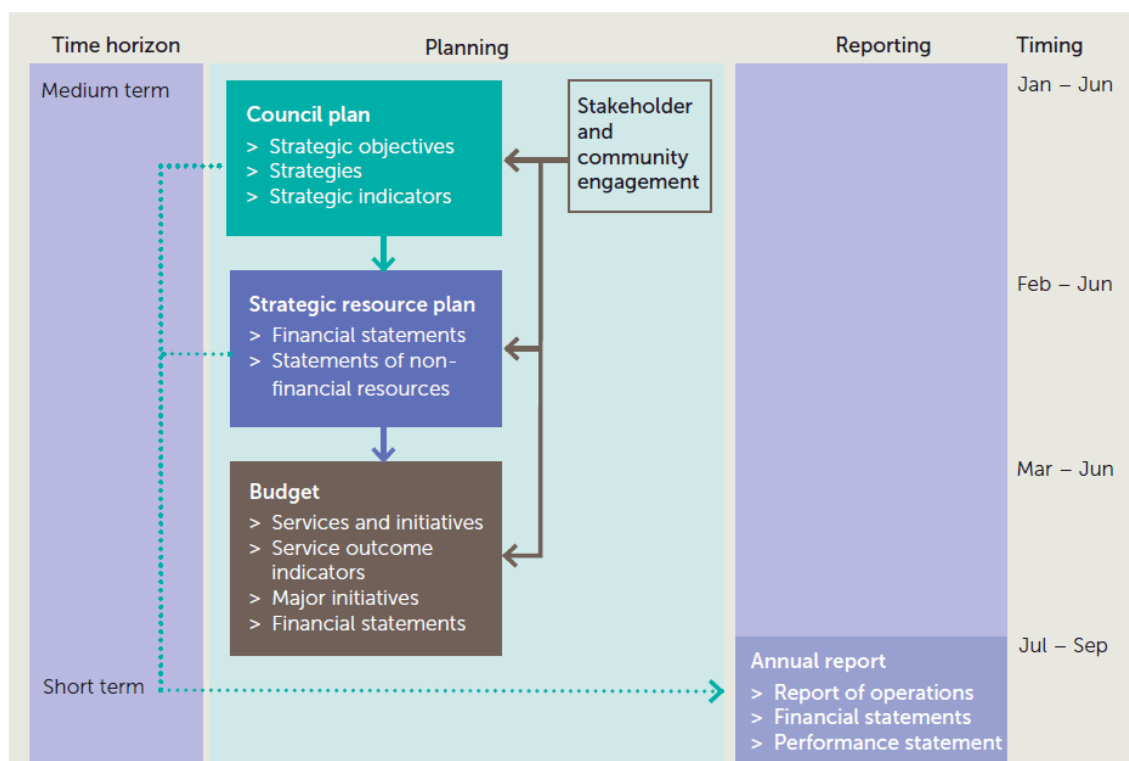 Time horizon
Planning
Reporting
Timing
Medium term
Council plan
> Strategic objectives
> Strategies
> Strategic indicators
Stakeholder
and
community
engagement
Jan – Jun
Strategic resource plan
> Financial statements
> Statements of non-
financial resources
Feb – Jun
Budget
> Services and initiatives
> Service outcome
indicators
> Major initiatives
> Financial statements
Mar – Jun
Short term
Annual report
> Report of operations
> Financial statements
> Performance statement
Jul – Sep